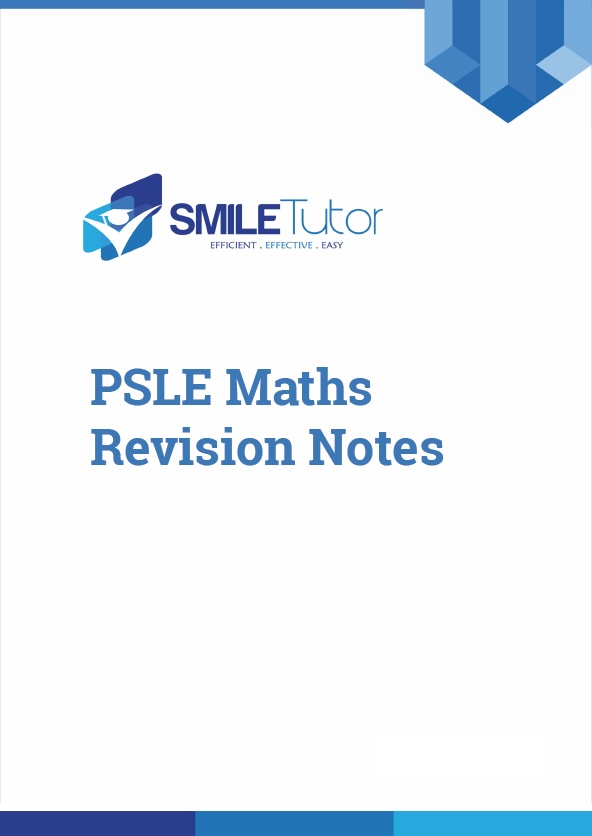 SMILETutor
EFFICIENT . EFFECTIVE . EASY
PSLE Maths
Revision Notes